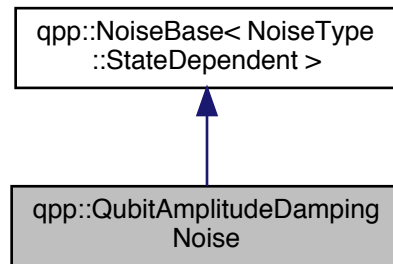 qpp::NoiseBase< NoiseType
::StateDependent >
qpp::QubitAmplitudeDamping
Noise